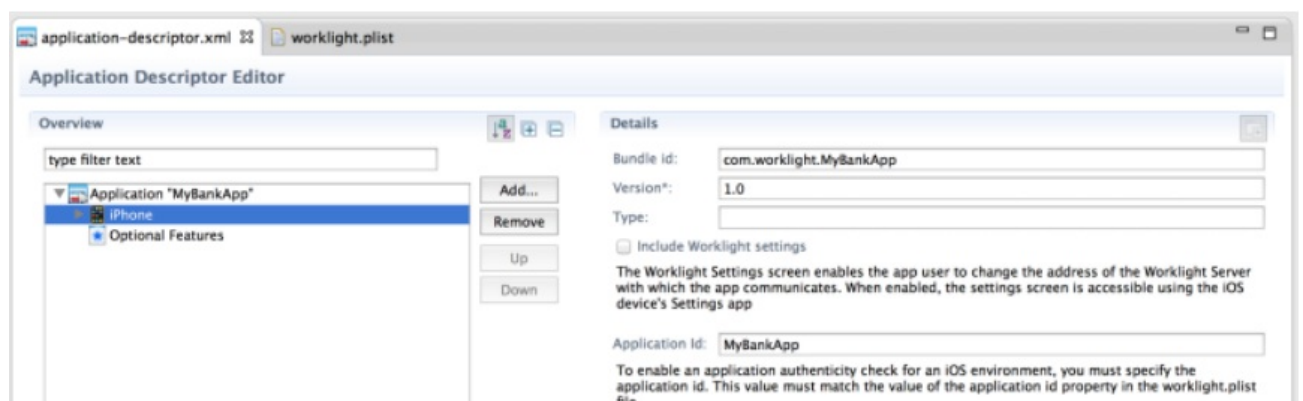 application-descriptor.xml
worklight.plist
Application Descriptor Editor
Overview
type filter text
Application "MyBankApp"
iPhone
Optional Features
Add...
Remove
Up
Down
Details
Bundle id: com.worklight.MyBankApp
Version*: 1.0
Type:
Include Worklight settings
The Worklight Settings screen enables the app user to change the address of the Worklight Server
with which the app communicates. When enabled, the settings screen is accessible using the iOS
device's Settings app
Application Id: MyBankApp
To enable an application authenticity check for an iOS environment, you must specify the
application id. This value must match the value of the application id property in the worklight.plist
file